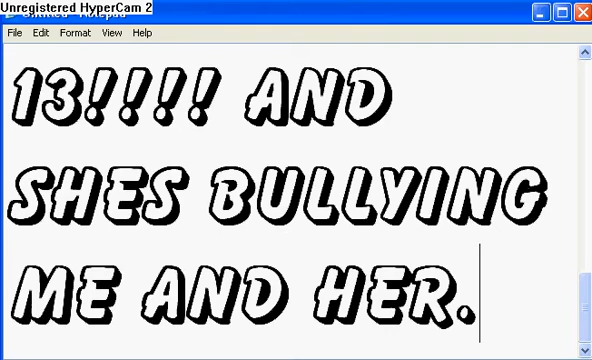 Unregistered HyperCam 2
File Edit Format View Help
13!!!! AND
SHES BULLYING
ME AND HER.